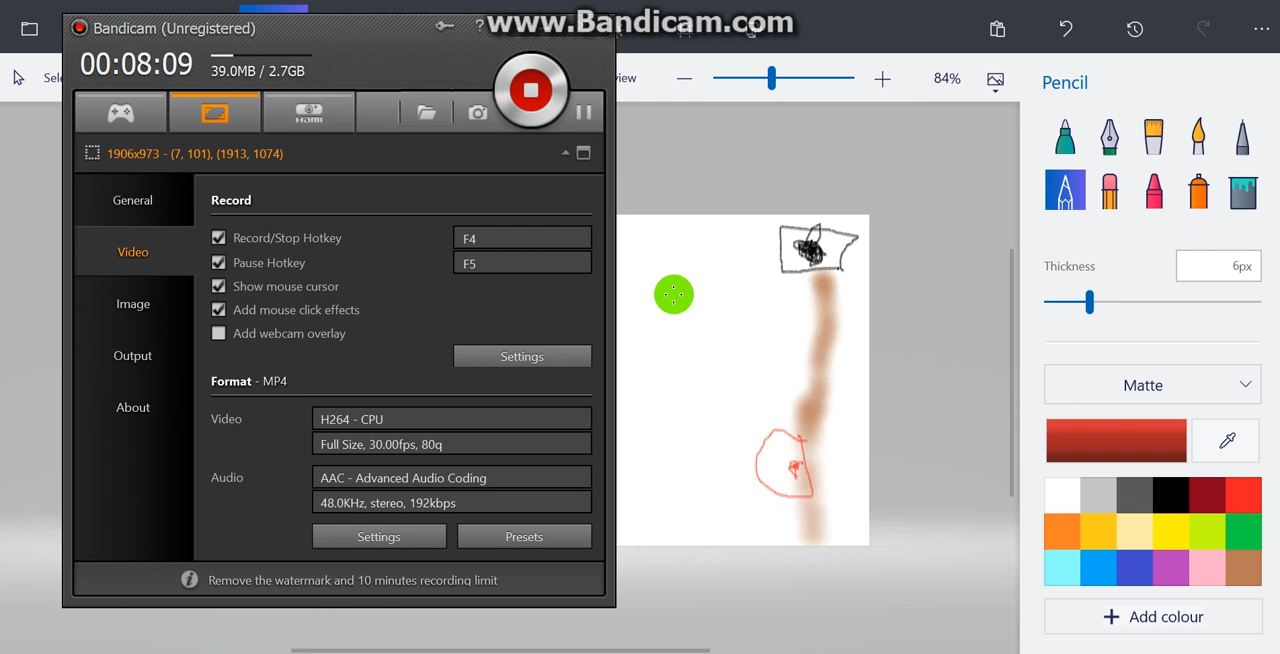 www.Bandicam.com
Bandicam (Unregistered)
?
00:08:09
39.0MB / 2.7GB
HDMI
1906x973 - (7, 101), (1913, 1074)
General
Video
Image
Output
About
Record
Record/Stop Hotkey
F4
Pause Hotkey
F5
Show mouse cursor
Add mouse click effects
Add webcam overlay
Settings
Format - MP4
Video
H264 - CPU
Full Size, 30.00fps, 80q
Audio
AAC - Advanced Audio Coding
48.0KHz, stereo, 192kbps
Settings
Presets
Remove the watermark and 10 minutes recording limit
Sel
iew
84%
Pencil
Thickness
6px
Matte
Add colour